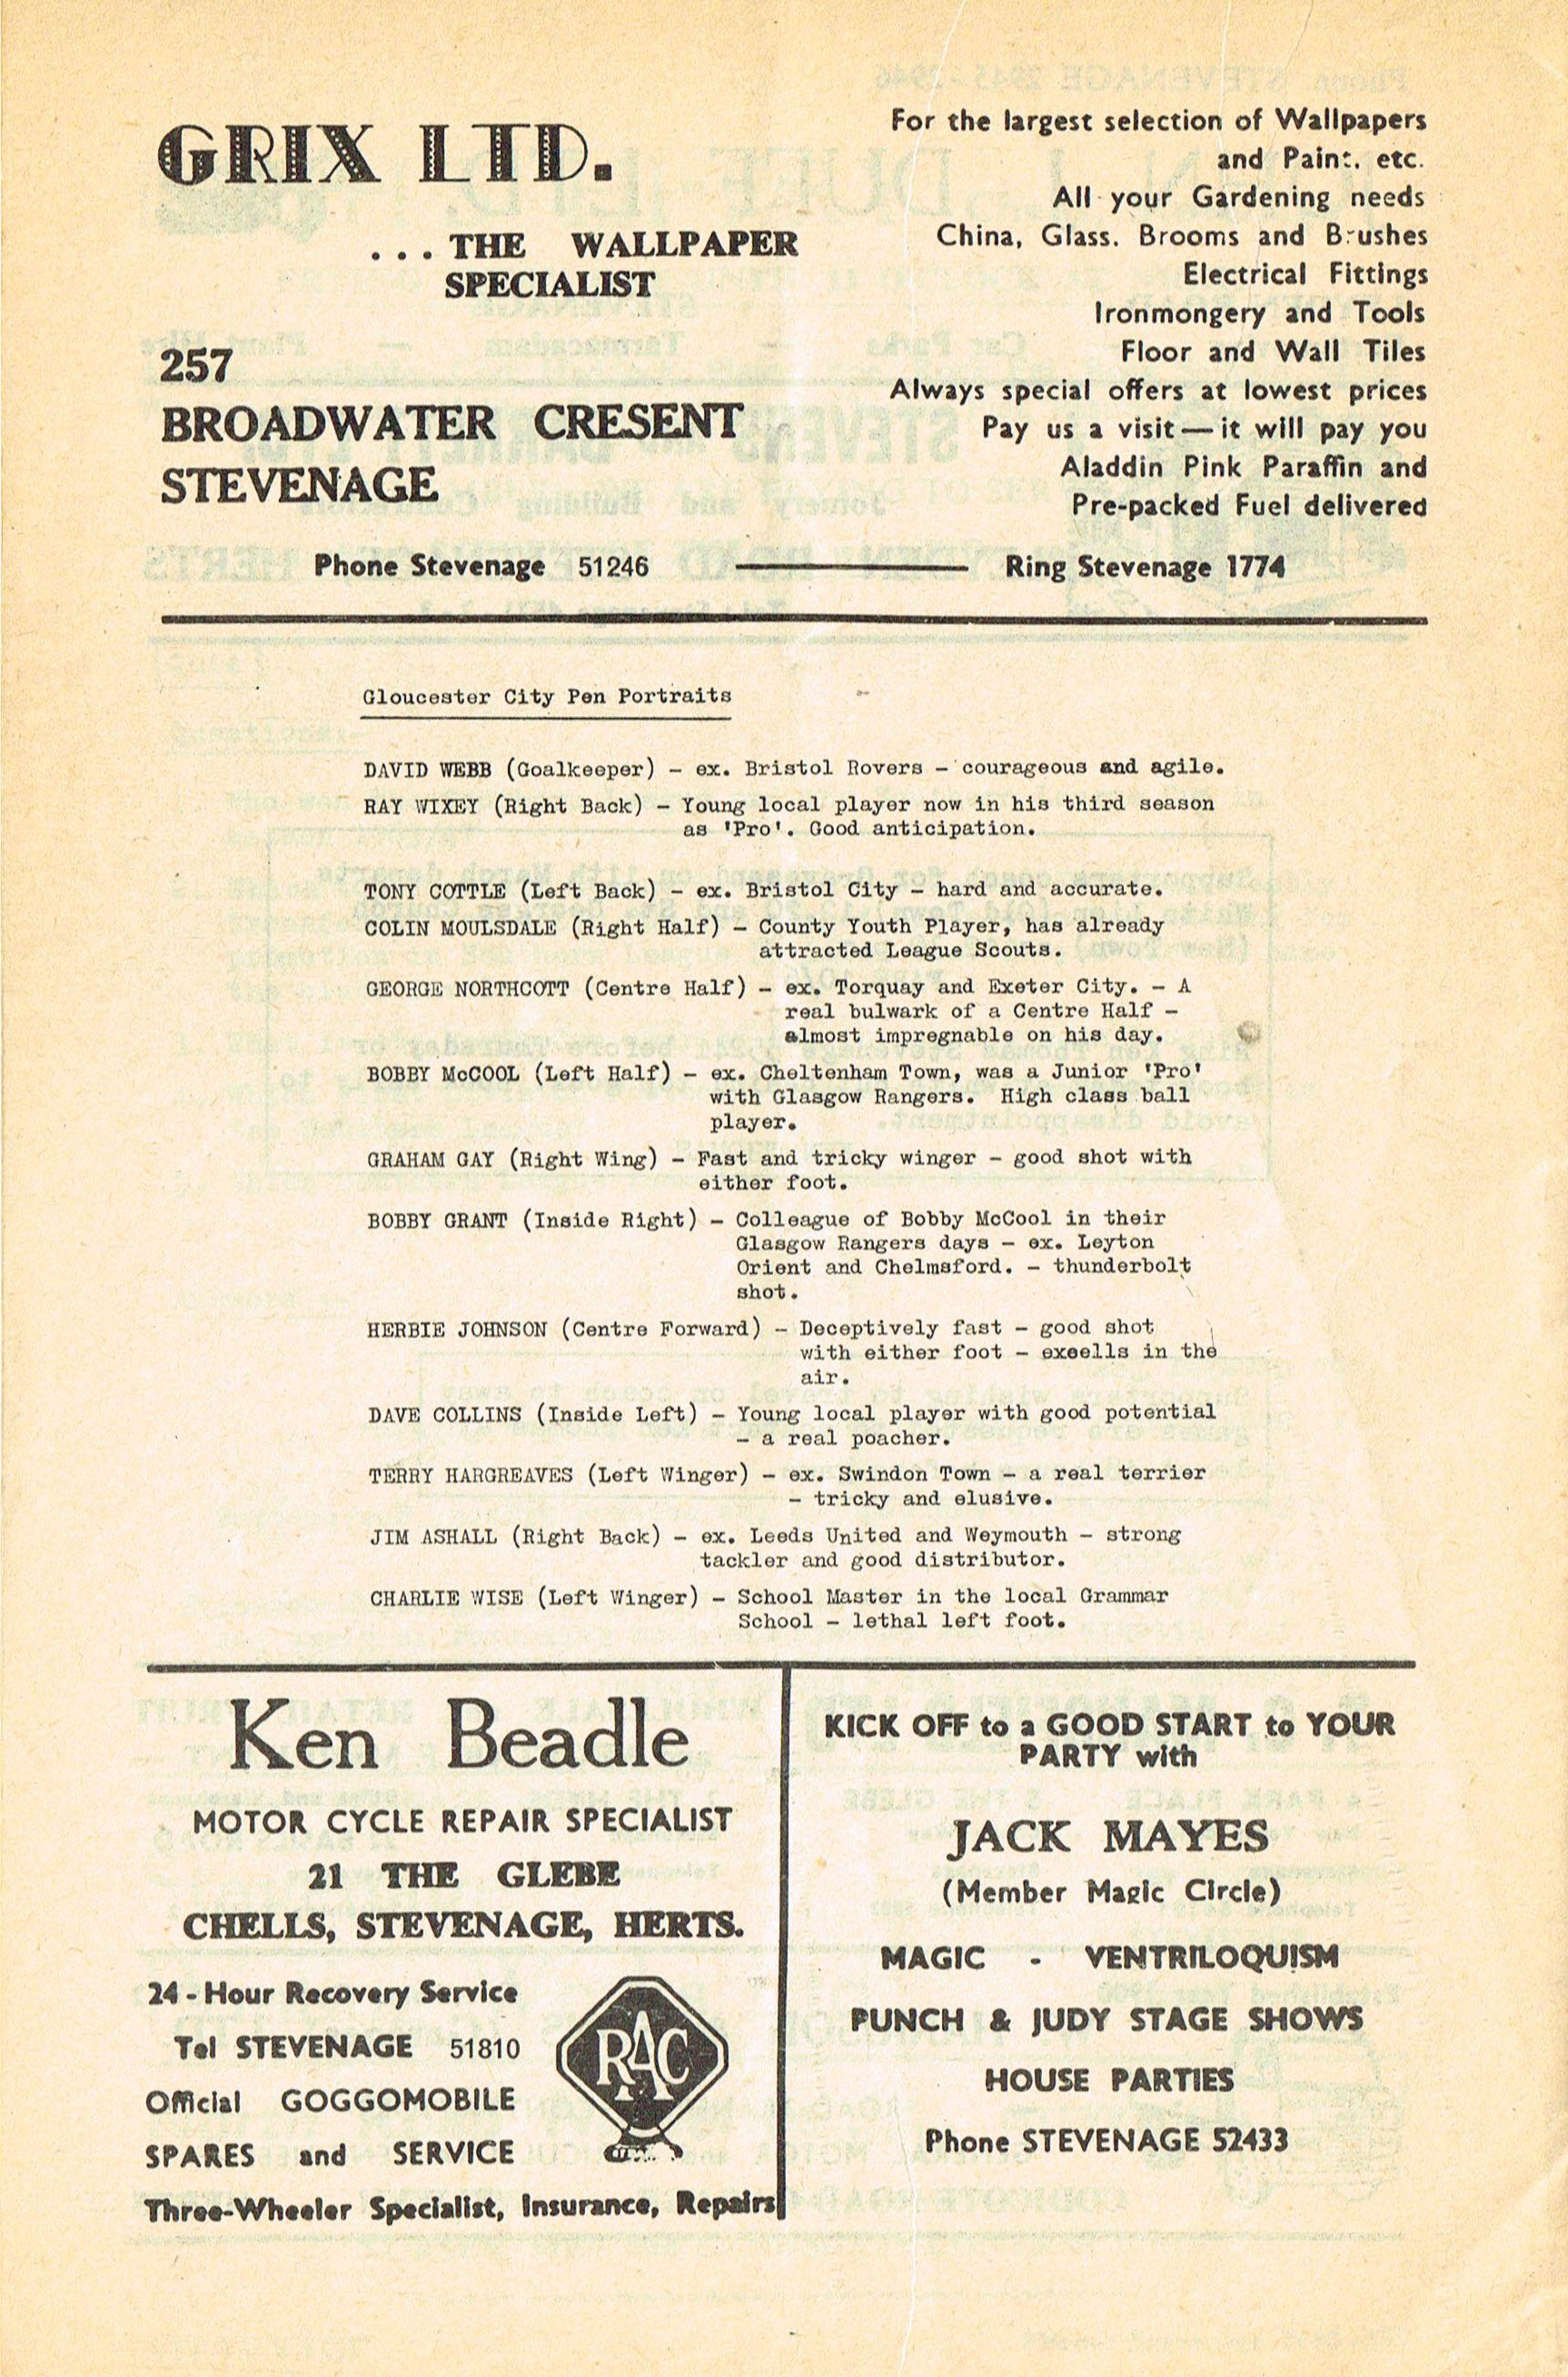 GRIX LTD.
. . . THE WALLPAPER
SPECIALIST
257
BROADWATER CRESENT
STEVENAGE
For the largest selection of Wallpapers
and Paint. etc.
All your Gardening needs
China, Glass. Brooms and Brushes
Electrical Fittings
Ironmongery and Tools
Floor and Wall Tiles
Always special offers at lowest prices
Pay us a visit — it will pay you
Aladdin Pink Paraffin and
Pre-packed Fuel delivered
Phone Stevenage 51246 ——— Ring Stevenage 1774
Gloucester City Pen Portraits
DAVID WEBB (Goalkeeper) - ex. Bristol Rovers - courageous and agile.
RAY WIXEY (Right Back) - Young local player now in his third season
as 'Pro'. Good anticipation.
TONY COTTLE (Left Back) - ex. Bristol City - hard and accurate.
COLIN MOULSDALE (Right Half) - County Youth Player, has already
attracted League Scouts.
GEORGE NORTHCOTT (Centre Half) - ex. Torquay and Exeter City. - A
real bulwark of a Centre Half -
almost impregnable on his day.
BOBBY McCOOL (Left Half) - ex. Cheltenham Town, was a Junior 'Pro'
with Glasgow Rangers. High class ball
player.
GRAHAM GAY (Right Wing) - Fast and tricky winger - good shot with
either foot.
BOBBY GRANT (Inside Right) - Colleague of Bobby McCool in their
Glasgow Rangers days - ex. Leyton
Orient and Chelmsford. - thunderbolt
shot.
HERBIE JOHNSON (Centre Forward) - Deceptively fast - good shot
with either foot - exeells in the
air.
DAVE COLLINS (Inside Left) - Young local player with good potential
- a real poacher.
TERRY HARGREAVES (Left Winger) - ex. Swindon Town - a real terrier
- tricky and elusive.
JIM ASHALL (Right Back) - ex. Leeds United and Weymouth - strong
tackler and good distributor.
CHARLIE WISE (Left Winger) - School Master in the local Grammar
School - lethal left foot.
Ken Beadle
MOTOR CYCLE REPAIR SPECIALIST
21 THE GLEBE
CHELLS, STEVENAGE, HERTS.
24 - Hour Recovery Service
Tel STEVENAGE 51810
Official GOGGOMOBILE
SPARES and SERVICE
Three-Wheeler Specialist, Insurance, Repairs
RAC
KICK OFF to a GOOD START to YOUR
PARTY with
JACK MAYES
(Member Magic Circle)
MAGIC - VENTRILOQUISM
PUNCH & JUDY STAGE SHOWS
HOUSE PARTIES
Phone STEVENAGE 52433